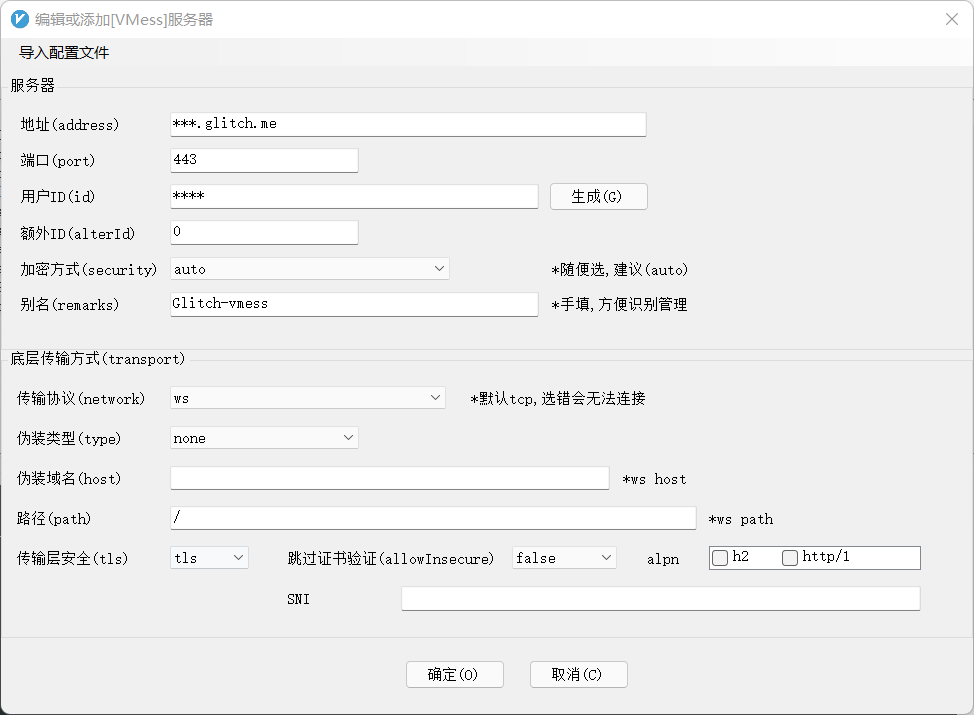 编辑或添加[VMess]服务器
导入配置文件
服务器
地址(address) ***.glitch.me
端口(port) 443
用户ID(id) **** 生成(G)
额外ID(alterId) 0
加密方式(security) auto *随便选,建议(auto)
别名(remarks) Glitch-vmess *手填,方便识别管理
底层传输方式(transport)
传输协议(network) ws *默认tcp,选错会无法连接
伪装类型(type) none
伪装域名(host) *ws host
路径(path) / *ws path
传输层安全(tls) tls 跳过证书验证(allowInsecure) false alpn h2 http/1
SNI
确定(O) 取消(C)